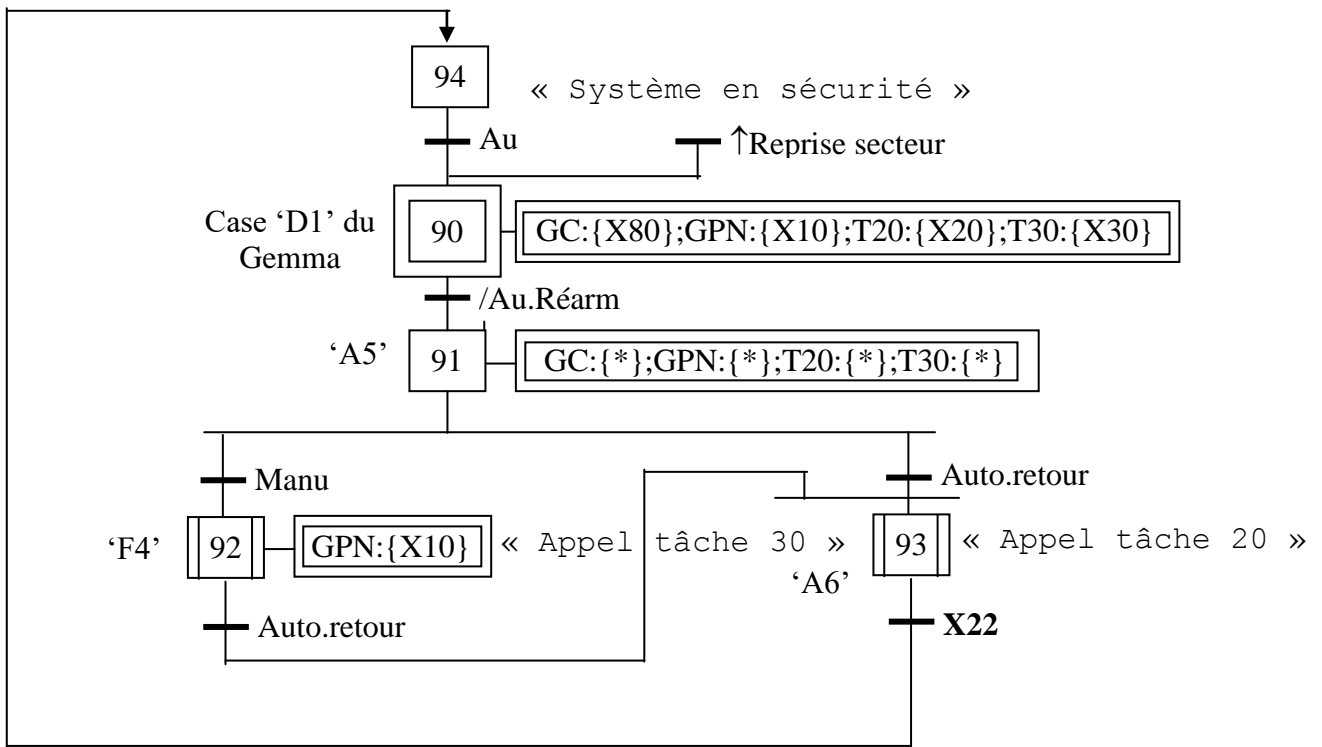 94
« Système en sécurité »
Au
↑Reprise secteur
Case ‘D1’ du
Gemma
90
GC:{X80};GPN:{X10};T20:{X20};T30:{X30}
/Au.Réarm
‘A5’
91
GC:{*};GPN:{*};T20:{*};T30:{*}
Manu
Auto.retour
‘F4’
92
GPN:{X10}
« Appel tâche 30 »
93
« Appel tâche 20 »
‘A6’
Auto.retour
X22